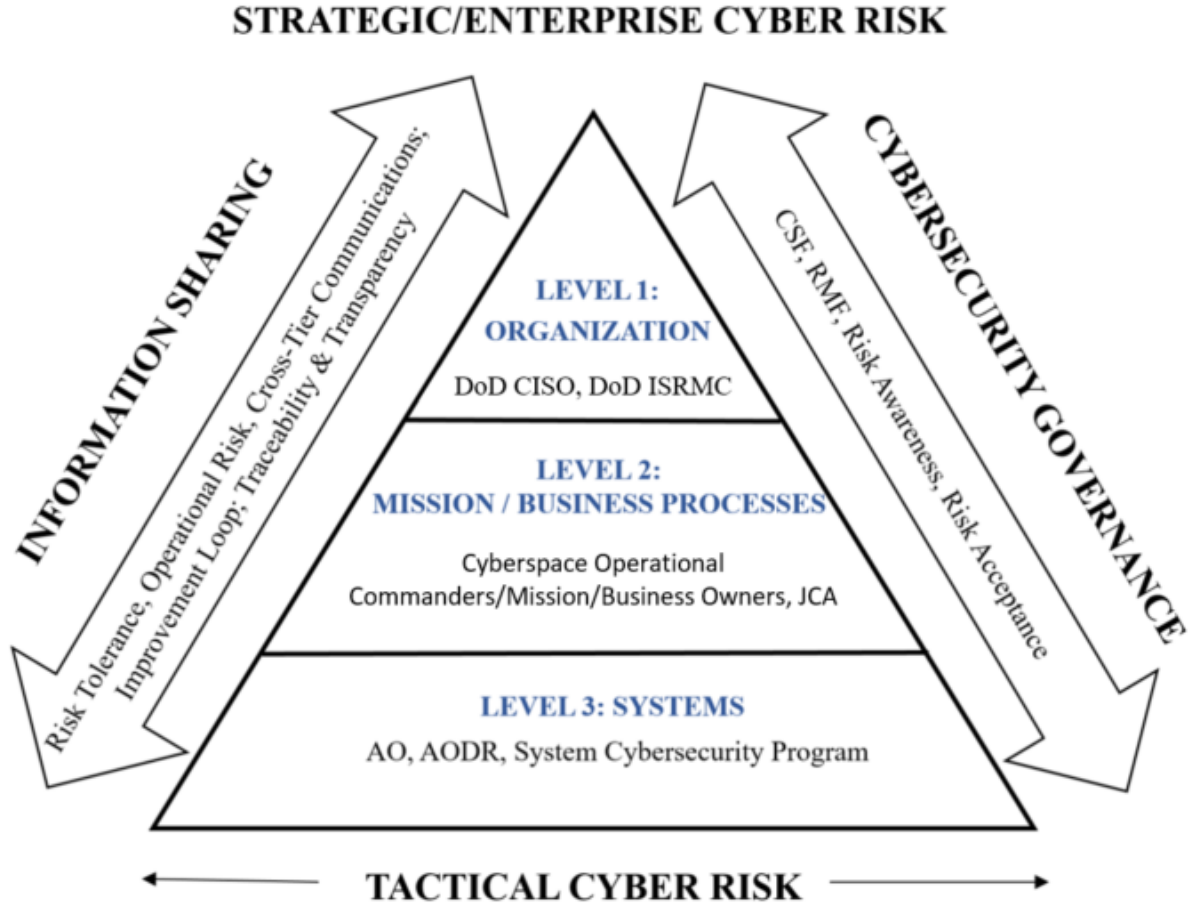 STRATEGIC/ENTERPRISE CYBER RISK
INFORMATION SHARING
Risk Tolerance, Operational Risk, Cross-Tier Communications;
Improvement Loop; Traceability & Transparency
CYBERSECURITY GOVERNANCE
CSF, RMF, Risk Awareness, Risk Acceptance
LEVEL 1:
ORGANIZATION
DoD CISO, DoD ISRMC
LEVEL 2:
MISSION / BUSINESS PROCESSES
Cyberspace Operational
Commanders/Mission/Business Owners, JCA
LEVEL 3: SYSTEMS
AO, AODR, System Cybersecurity Program
TACTICAL CYBER RISK